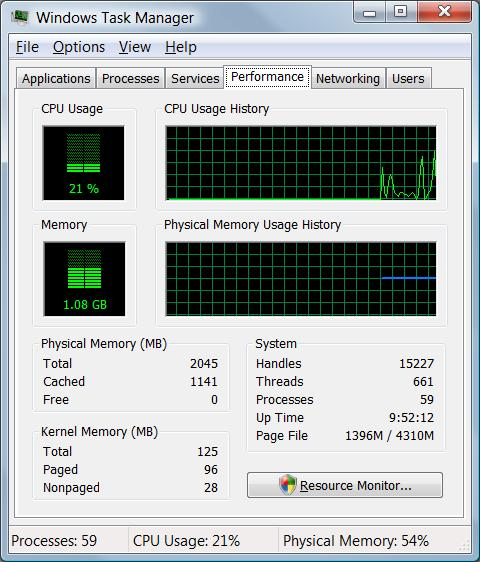 Windows Task Manager
File Options View Help
Applications Processes Services Performance Networking Users
CPU Usage
21 %
CPU Usage History
Memory
1.08 GB
Physical Memory Usage History
Physical Memory (MB)
Total 2045
Cached 1141
Free 0
System
Handles 15227
Threads 661
Processes 59
Up Time 9:52:12
Page File 1396M / 4310M
Kernel Memory (MB)
Total 125
Paged 96
Nonpaged 28
Resource Monitor...
Processes: 59 CPU Usage: 21% Physical Memory: 54%